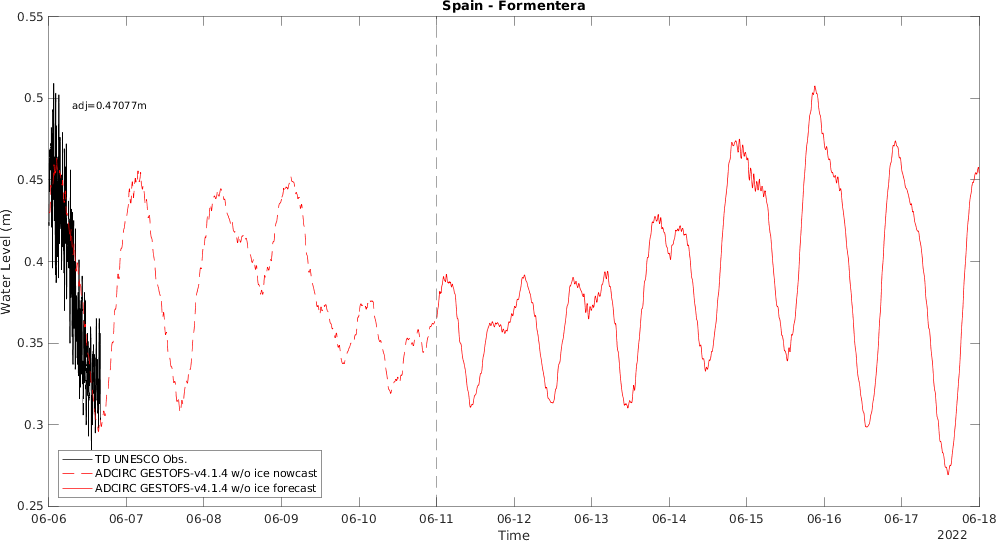 Spain - Formentera
0.55
0.5
0.45
0.4
0.35
0.3
0.25
Water Level (m)
adj=0.47077m
TD UNESCO Obs.
ADCIRC GESTOFS-v4.1.4 w/o ice nowcast
ADCIRC GESTOFS-v4.1.4 w/o ice forecast
06-06 06-07 06-08 06-09 06-10 06-11 06-12 06-13 06-14 06-15 06-16 06-17 06-18
Time
2022